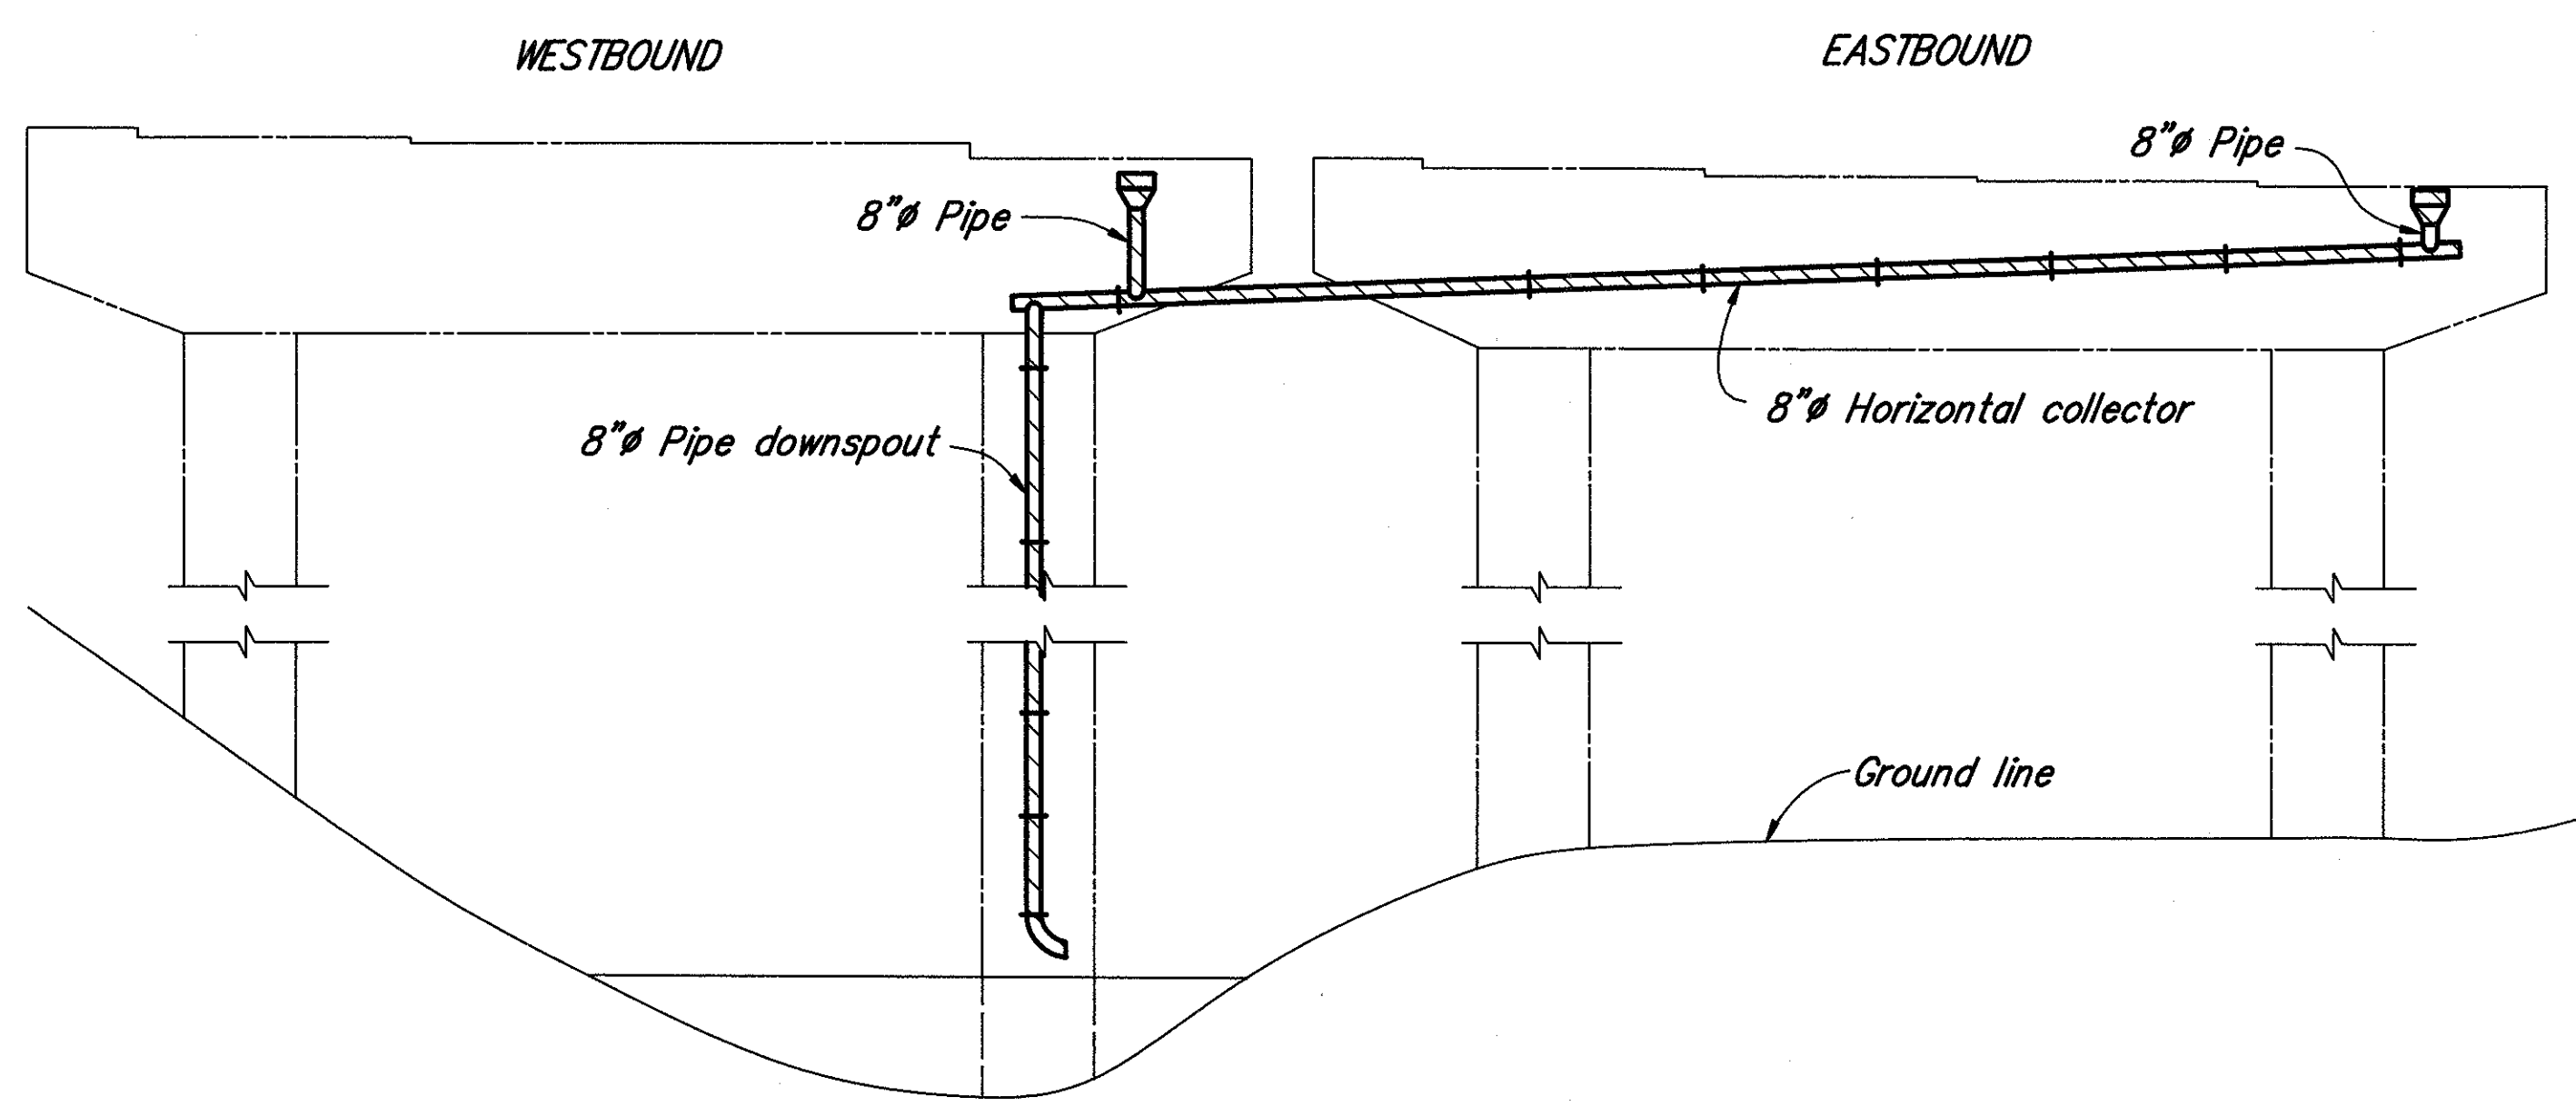 WESTBOUND
EASTBOUND
8"ø Pipe
8"ø Pipe
8"ø Horizontal collector
8"ø Pipe downspout
Ground line